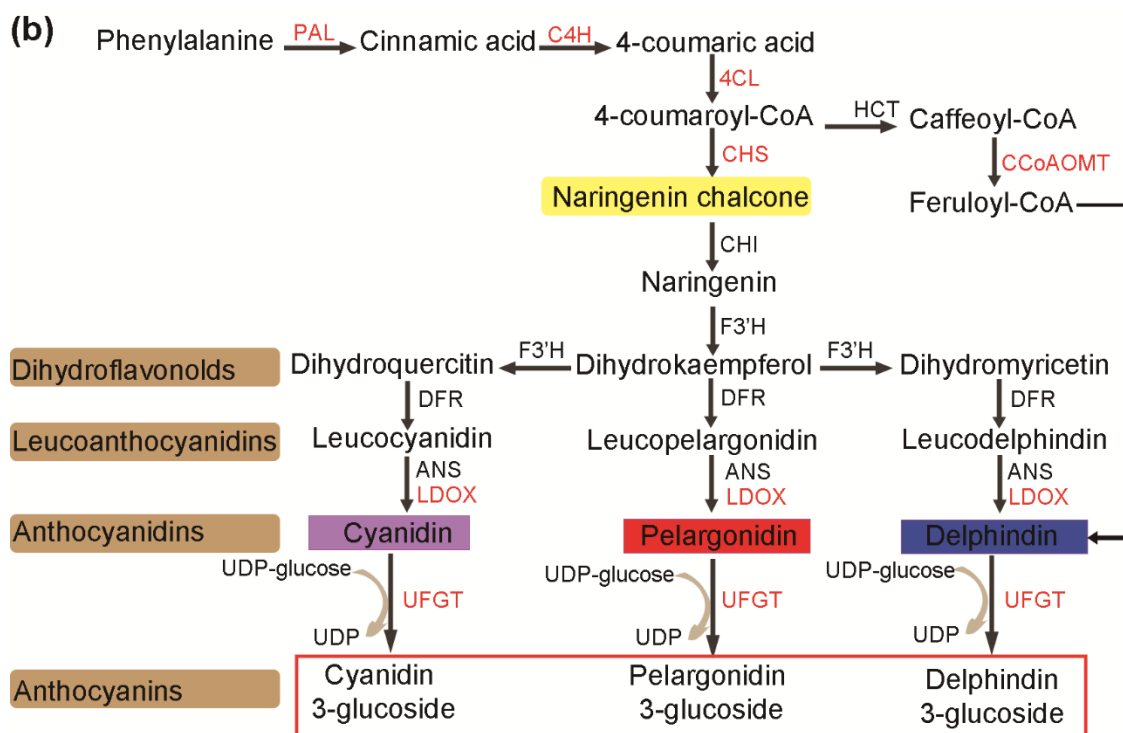 (b)
Phenylalanine PAL Cinnamic acid C4H 4-coumaric acid
4CL
4-coumaroyl-CoA HCT Caffeoyl-CoA
CHS CCoAOMT
Naringenin chalcone Feruloyl-CoA
CHI
Naringenin
F3'H
Dihydroflavonolds Dihydroquercitin F3'H Dihydrokaempferol F3'H Dihydromyricetin
DFR DFR DFR
Leucoanthocyanidins Leucocyanidin Leucopelargonidin Leucodelphindin
ANS ANS ANS
LDOX LDOX LDOX
Anthocyanidins Cyanidin Pelargonidin Delphindin
UDP-glucose UDP-glucose UDP-glucose
UFGT UFGT UFGT
UDP UDP UDP
Anthocyanins Cyanidin Pelargonidin Delphindin
3-glucoside 3-glucoside 3-glucoside